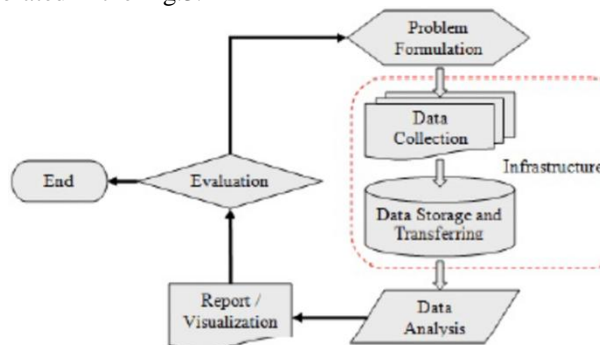 Problem
Formulation
Data
Collection
Infrastructure
Data Storage and
Transferring
Data
Analysis
Report /
Visualization
Evaluation
End